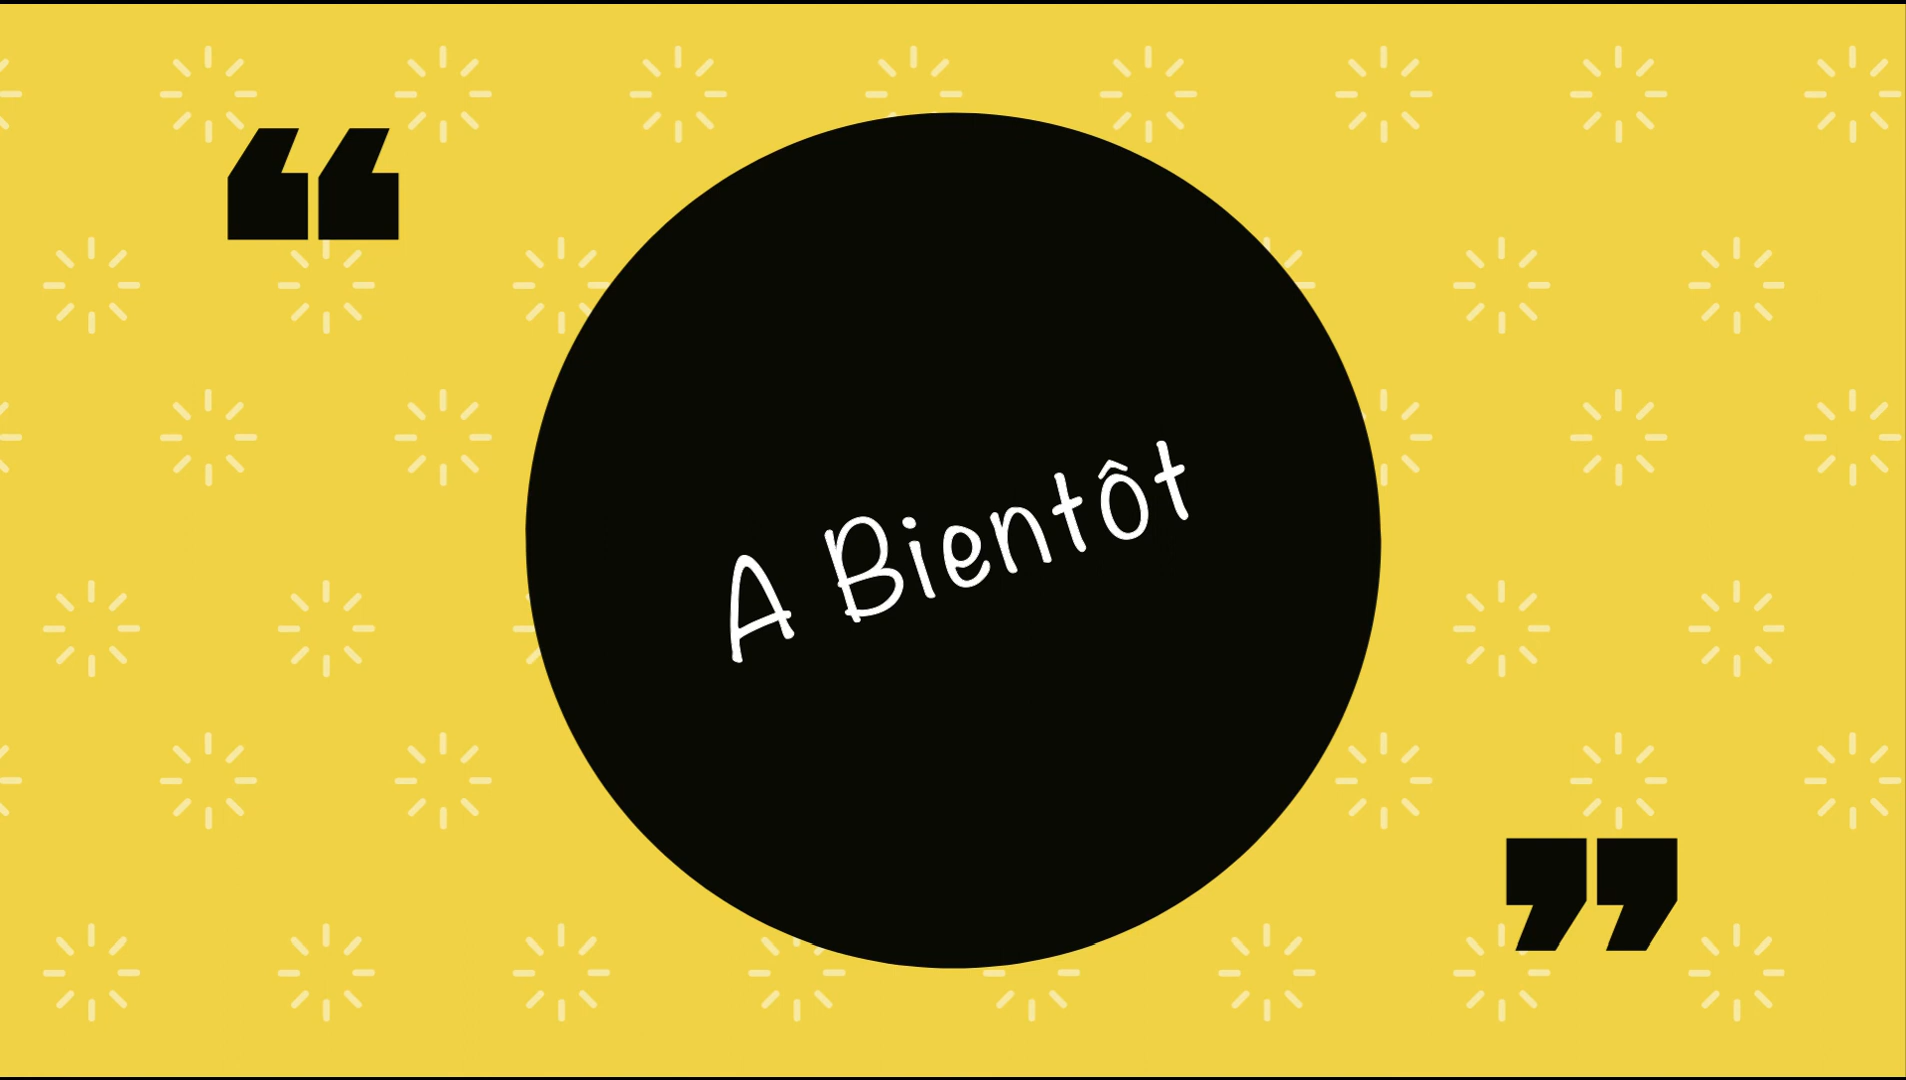 “
A Bientôt
”